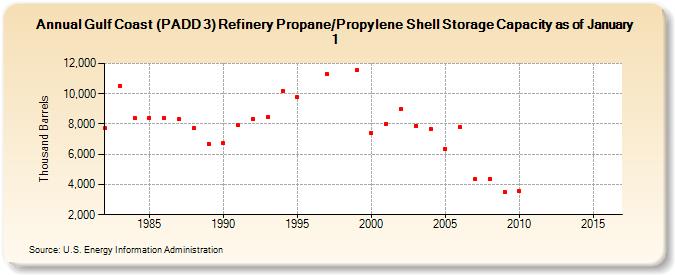 Annual Gulf Coast (PADD 3) Refinery Propane/Propylene Shell Storage Capacity as of January
1
Thousand Barrels
12,000
10,000
8,000
6,000
4,000
2,000
1985 1990 1995 2000 2005 2010 2015
Source: U.S. Energy Information Administration